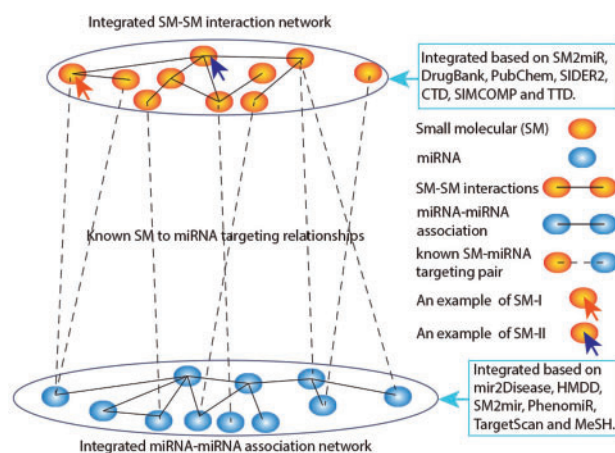 Integrated SM-SM interaction network
Integrated based on SM2miR,
DrugBank, PubChem, SIDER2,
CTD, SIMCOMP and TTD.
Small molecular (SM)
miRNA
SM-SM interactions
miRNA-miRNA
association
known SM-miRNA
targeting pair
An example of SM-I
An example of SM-II
Known SM to miRNA targeting relationships
Integrated based on
mir2Disease, HMDD,
SM2mir, PhenomiR,
TargetScan and MeSH.
Integrated miRNA-miRNA association network